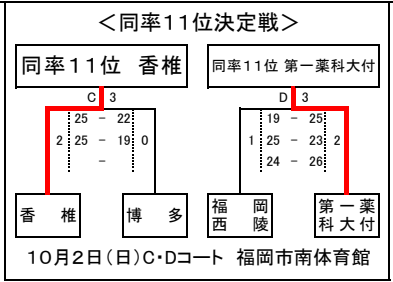 ＜同率11位決定戦＞
同率11位 香椎 同率11位 第一薬科大付
C 3 D 3
25 - 22 19 - 25
2 25 - 19 0 1 25 - 23 2
- 24 - 26
香 椎 博 多 福 岡 西 陵 第 一 薬 科 大 付
10月2日(日)C・Dコート 福岡市南体育館